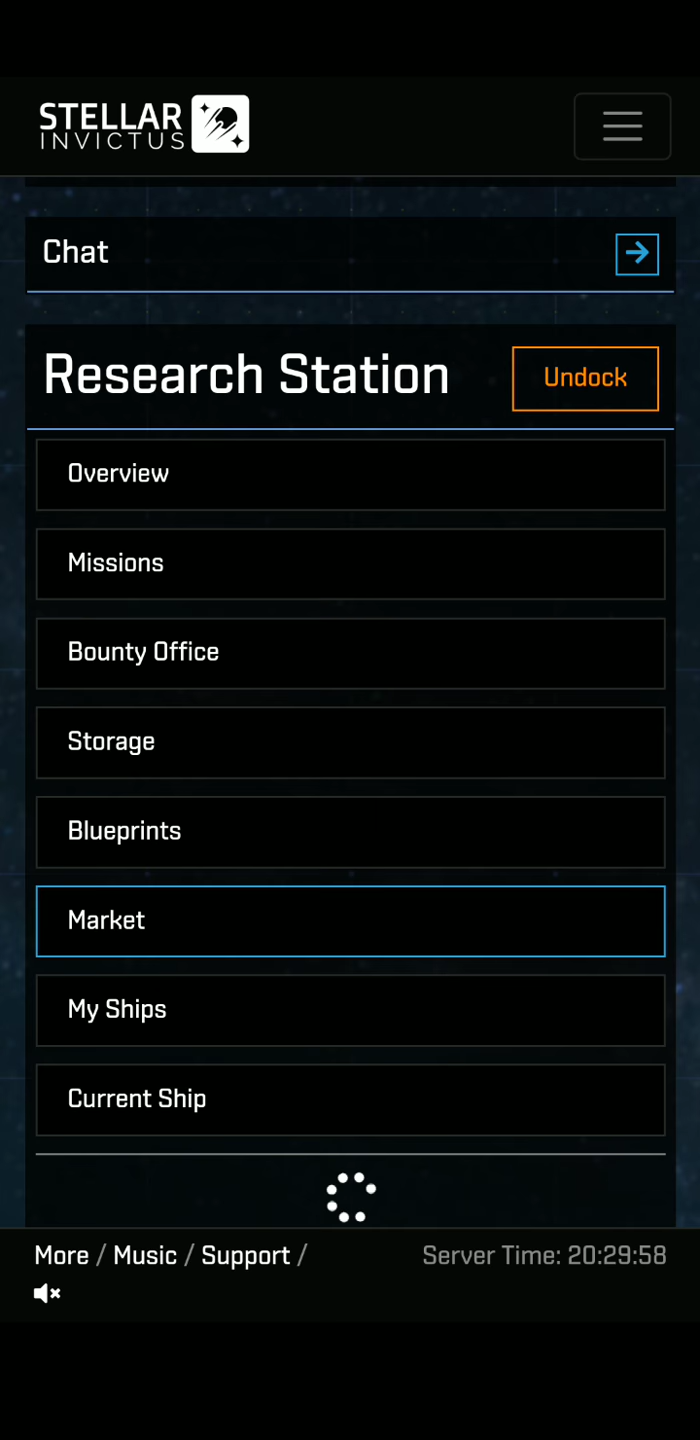 STELLAR
INVICTUS
Chat
Research Station
Undock
Overview
Missions
Bounty Office
Storage
Blueprints
Market
My Ships
Current Ship
More / Music / Support /
Server Time: 20:29:58